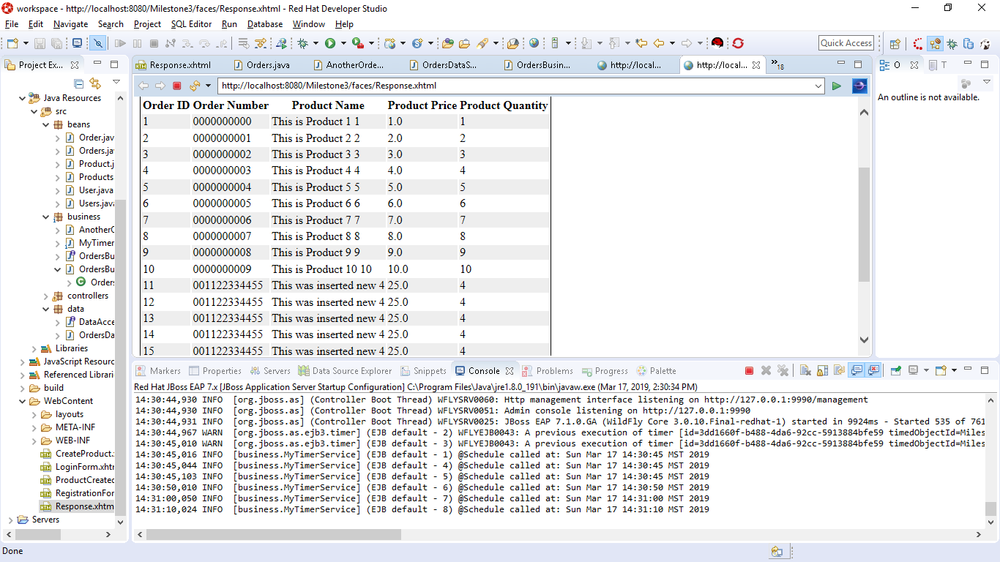 workspace - http://localhost:8080/Milestone3/faces/Response.xhtml - Red Hat Developer Studio
File Edit Navigate Search Project SQL Editor Run Database Window Help
Quick Access
Project Ex...
Java Resources
src
beans
Order.jav
Orders.ja
Product.j
Products
User.java
Users.java
business
AnotherO
MyTimer
OrdersBu
OrdersBu
Orders
controllers
data
DataAcce
OrdersDa
Libraries
JavaScript Resourc
Referenced Librari
build
WebContent
layouts
META-INF
WEB-INF
CreateProduct.
LoginForm.xhtr
ProductCreated
RegistrationFor
Response.xhtm
Servers
Response.xhtml Orders.java AnotherOrde... OrdersDataS... OrdersBusin... http://local... http://local... »18
http://localhost:8080/Milestone3/faces/Response.xhtml
Order ID Order Number Product Name Product Price Product Quantity
1 0000000000 This is Product 1 1 1.0 1
2 0000000001 This is Product 2 2 2.0 2
3 0000000002 This is Product 3 3 3.0 3
4 0000000003 This is Product 4 4 4.0 4
5 0000000004 This is Product 5 5 5.0 5
6 0000000005 This is Product 6 6 6.0 6
7 0000000006 This is Product 7 7 7.0 7
8 0000000007 This is Product 8 8 8.0 8
9 0000000008 This is Product 9 9 9.0 9
10 0000000009 This is Product 10 10 10.0 10
11 001122334455 This was inserted new 4 25.0 4
12 001122334455 This was inserted new 4 25.0 4
13 001122334455 This was inserted new 4 25.0 4
14 001122334455 This was inserted new 4 25.0 4
15 001122334455 This was inserted new 4 25.0 4
O T
An outline is not available.
Markers Properties Servers Data Source Explorer Snippets Console Problems Progress Palette
Red Hat JBoss EAP 7.x [JBoss Application Server Startup Configuration] C:\Program Files\Java\jre1.8.0_191\bin\javaw.exe (Mar 17, 2019, 2:30:34 PM)
14:30:44,930 INFO [org.jboss.as] (Controller Boot Thread) WFLYSRV0060: Http management interface listening on http://127.0.0.1:9990/management
14:30:44,930 INFO [org.jboss.as] (Controller Boot Thread) WFLYSRV0051: Admin console listening on http://127.0.0.1:9990
14:30:44,931 INFO [org.jboss.as] (Controller Boot Thread) WFLYSRV0025: JBoss EAP 7.1.0.GA (WildFly Core 3.0.10.Final-redhat-1) started in 9924ms - Started 535 of 761
14:30:44,967 WARN [org.jboss.as.ejb3.timer] (EJB default - 2) WFLYEJB0043: A previous execution of timer [id=3dd1660f-b488-4da6-92cc-5913884bfe59 timedObjectId=Miles
14:30:45,010 WARN [org.jboss.as.ejb3.timer] (EJB default - 3) WFLYEJB0043: A previous execution of timer [id=3dd1660f-b488-4da6-92cc-5913884bfe59 timedObjectId=Miles
14:30:45,016 INFO [business.MyTimerService] (EJB default - 1) @Schedule called at: Sun Mar 17 14:30:45 MST 2019
14:30:45,044 INFO [business.MyTimerService] (EJB default - 4) @Schedule called at: Sun Mar 17 14:30:45 MST 2019
14:30:45,103 INFO [business.MyTimerService] (EJB default - 5) @Schedule called at: Sun Mar 17 14:30:45 MST 2019
14:30:50,010 INFO [business.MyTimerService] (EJB default - 6) @Schedule called at: Sun Mar 17 14:30:50 MST 2019
14:31:00,050 INFO [business.MyTimerService] (EJB default - 7) @Schedule called at: Sun Mar 17 14:31:00 MST 2019
14:31:10,024 INFO [business.MyTimerService] (EJB default - 8) @Schedule called at: Sun Mar 17 14:31:10 MST 2019
Done